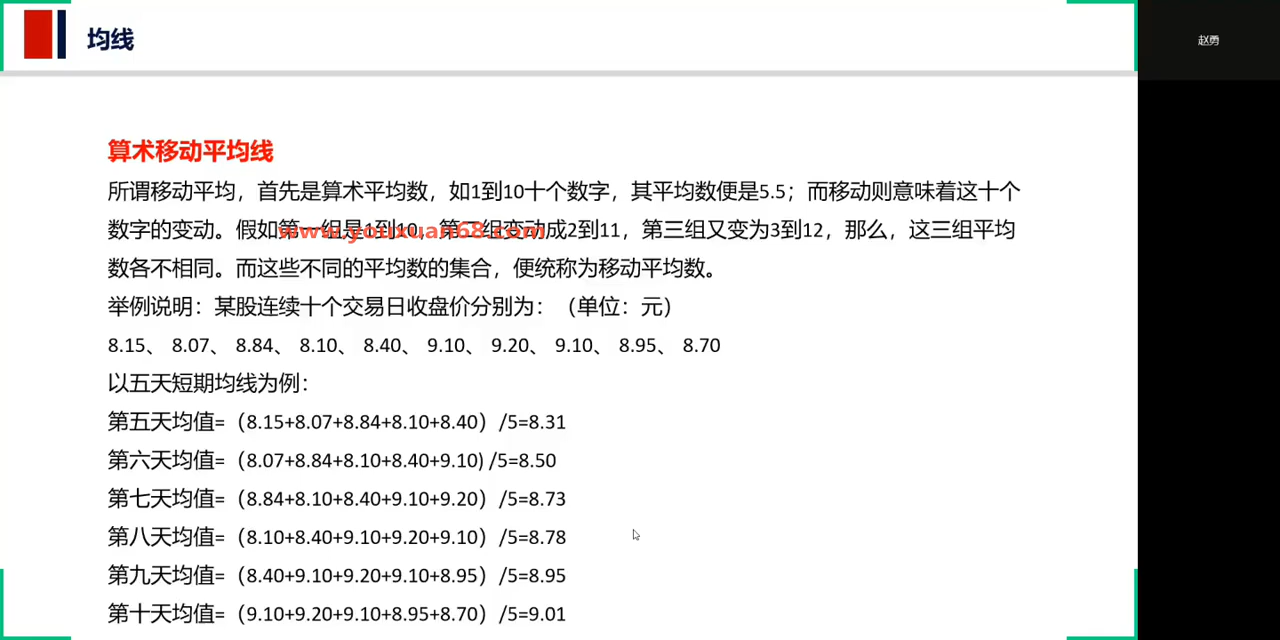 均线
赵勇
算术移动平均线
所谓移动平均，首先是算术平均数，如1到10十个数字，其平均数便是5.5；而移动则意味着这十个
数字的变动。假如第一组是1到10，第二组变动成2到11，第三组又变为3到12，那么，这三组平均
www.youxuan68.com
数各不相同。而这些不同的平均数的集合，便统称为移动平均数。
举例说明：某股连续十个交易日收盘价分别为：（单位：元）
8.15、 8.07、 8.84、 8.10、 8.40、 9.10、 9.20、 9.10、 8.95、 8.70
以五天短期均线为例：
第五天均值=（8.15+8.07+8.84+8.10+8.40）/5=8.31
第六天均值=（8.07+8.84+8.10+8.40+9.10) /5=8.50
第七天均值=（8.84+8.10+8.40+9.10+9.20）/5=8.73
第八天均值=（8.10+8.40+9.10+9.20+9.10）/5=8.78
第九天均值=（8.40+9.10+9.20+9.10+8.95）/5=8.95
第十天均值=（9.10+9.20+9.10+8.95+8.70）/5=9.01